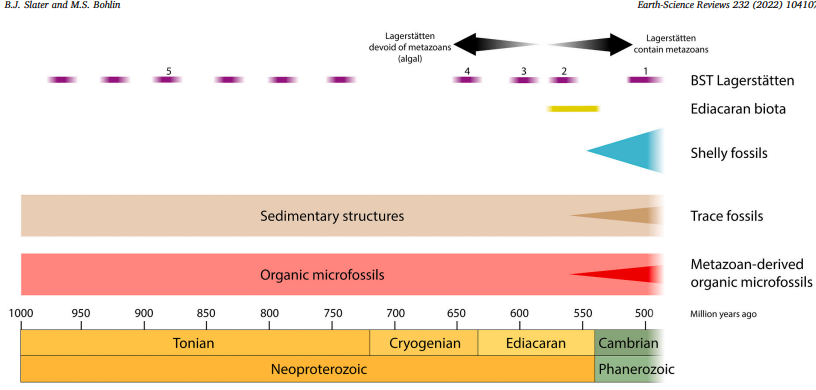 B.J. Slater and M.S. Bohlin
Earth-Science Reviews 232 (2022) 104107
Lagerstätten
devoid of metazoans
(algal)
Lagerstätten
contain metazoans
5
4
3
2
1
BST Lagerstätten
Ediacaran biota
Shelly fossils
Sedimentary structures
Trace fossils
Organic microfossils
Metazoan-derived
organic microfossils
1000 950 900 850 800 750 700 650 600 550 500
Million years ago
Tonian Cryogenian Ediacaran Cambrian
Neoproterozoic Phanerozoic